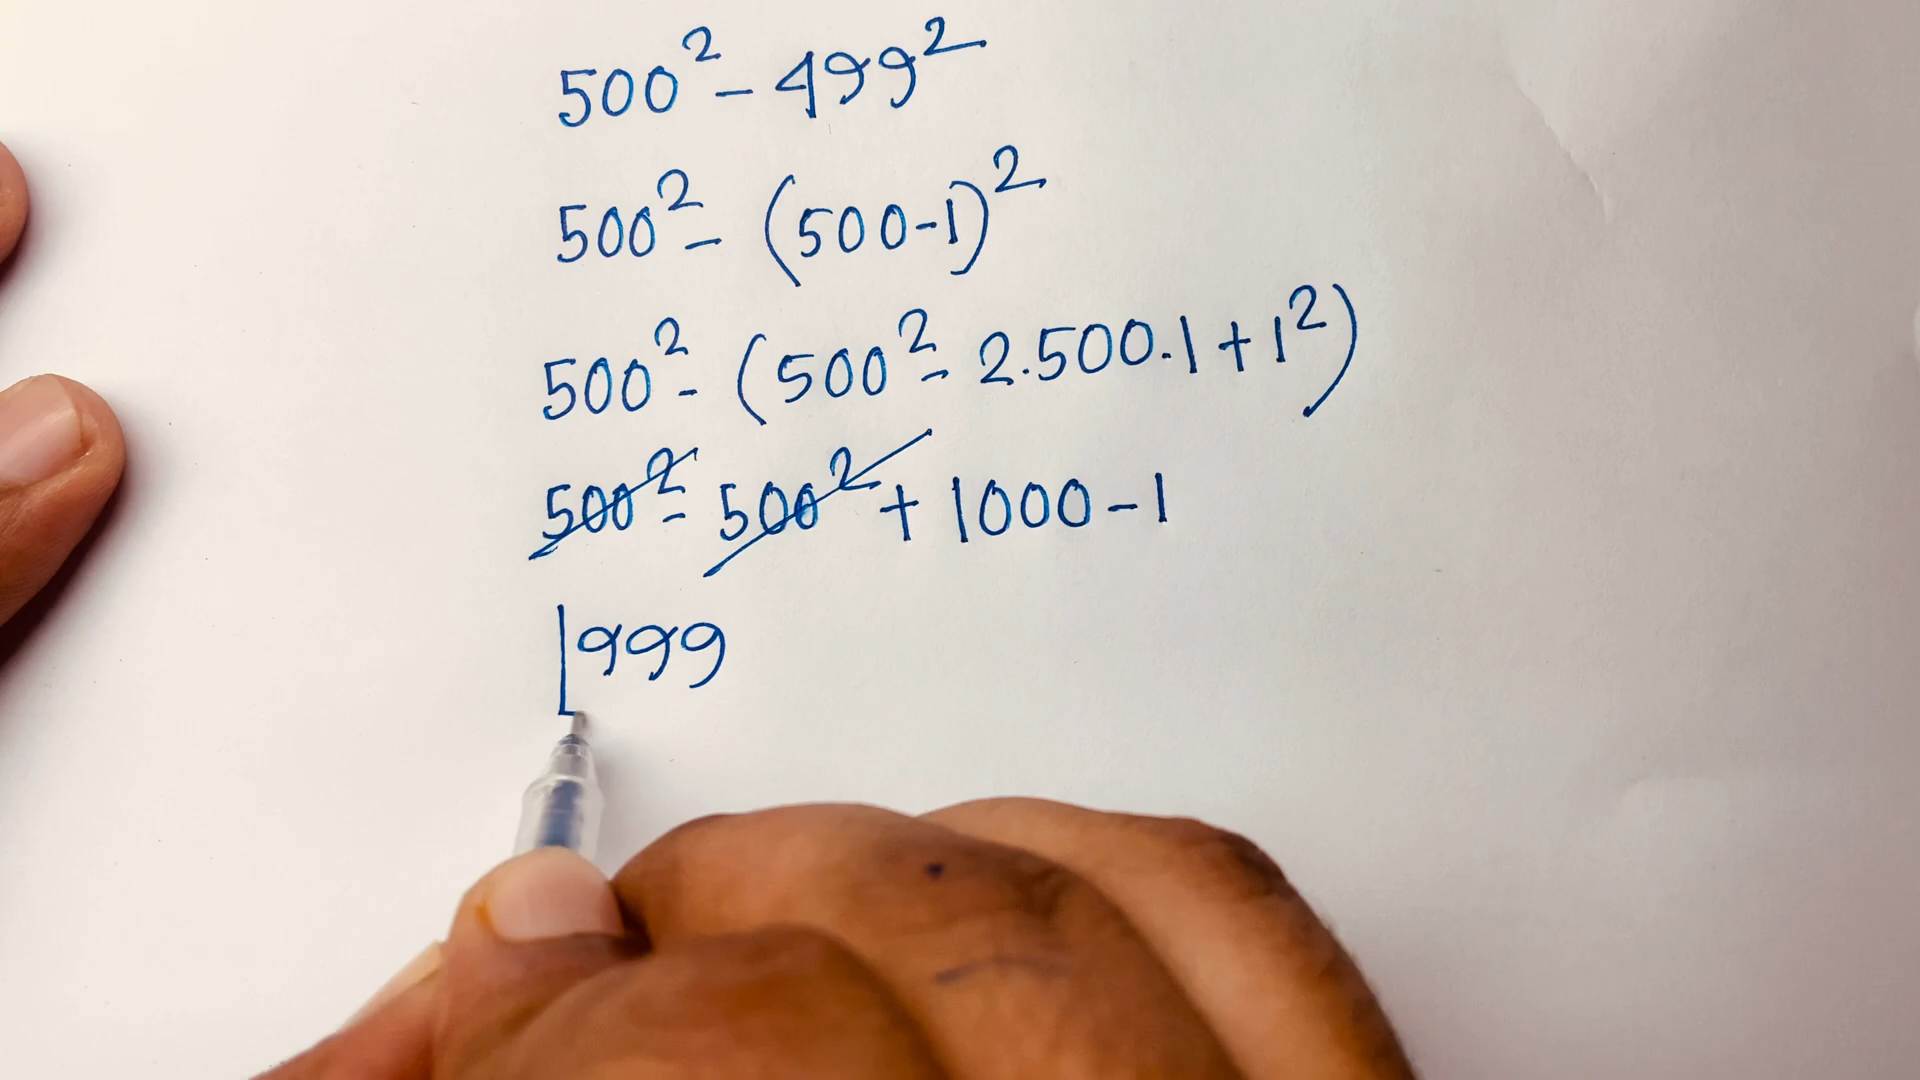 500² - 499²
500² - (500-1)²
500² - (500² - 2.500.1 + 1²)
500² - 500² + 1000 - 1
999